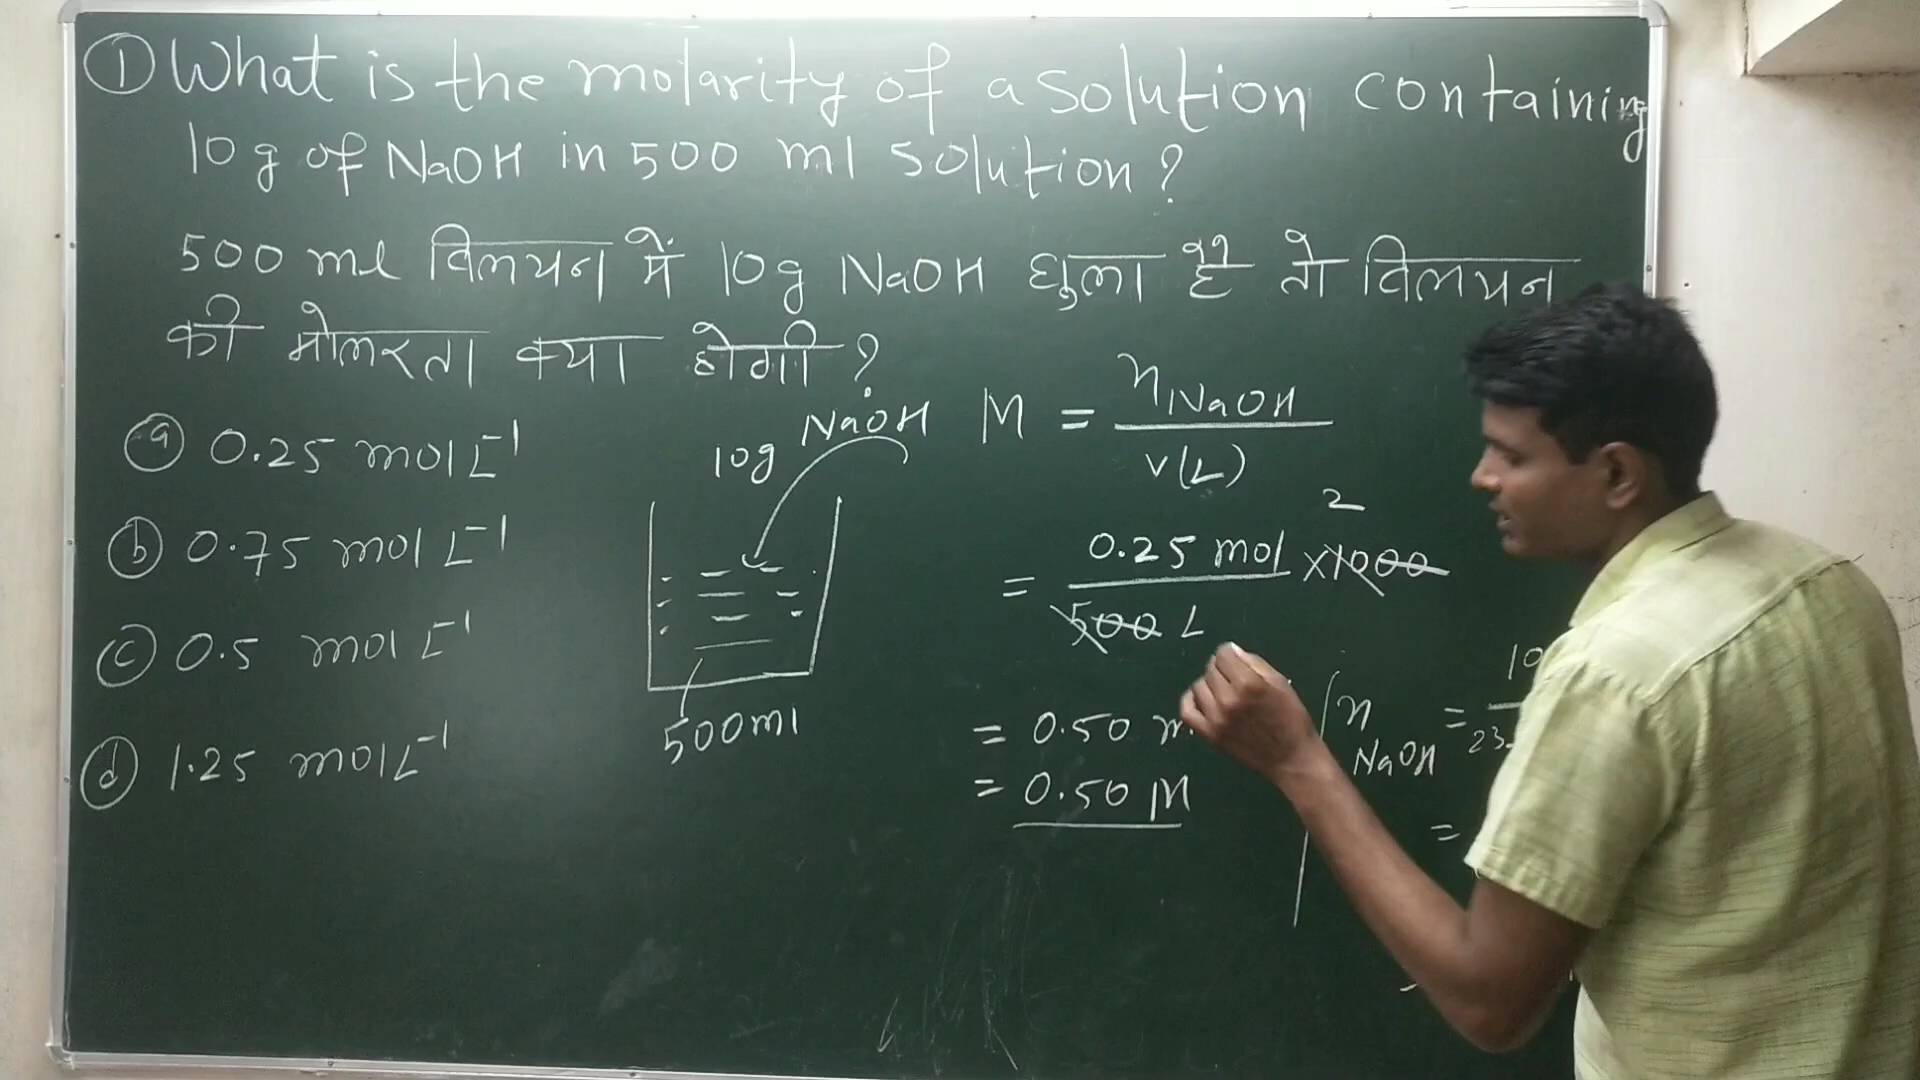 ① What is the molarity of a solution containing
10 g of NaOH in 500 ml solution?
500 ml विलयन में 10g NaOH घुला है तो विलयन
की मोलरता क्या होगी?
ⓐ 0.25 mol L⁻¹
ⓑ 0.75 mol L⁻¹
ⓒ 0.5 mol L⁻¹
ⓓ 1.25 mol L⁻¹
10g NaOH
500ml
M = n NaOH / V(L)
= 0.25 mol / 500 L × 1000 2
= 0.50
= 0.50 M
n NaOH = 10 / 23
=